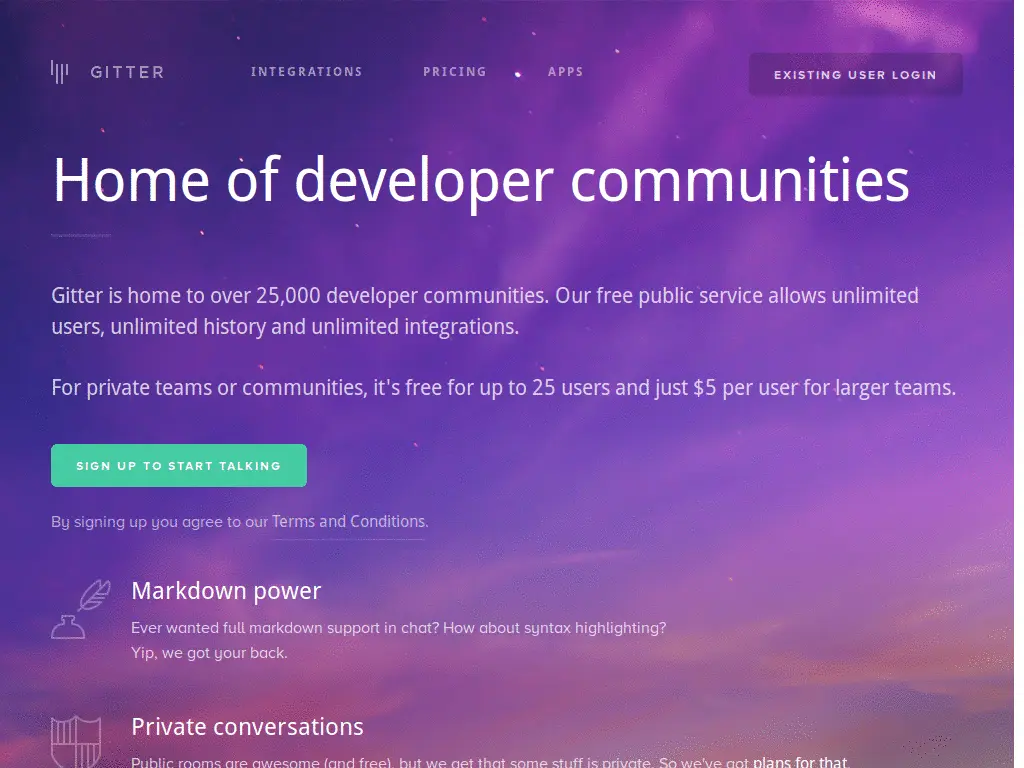 GITTER
INTEGRATIONS
PRICING
APPS
EXISTING USER LOGIN
Home of developer communities
Gitter is home to over 25,000 developer communities. Our free public service allows unlimited
users, unlimited history and unlimited integrations.
For private teams or communities, it's free for up to 25 users and just $5 per user for larger teams.
SIGN UP TO START TALKING
By signing up you agree to our Terms and Conditions.
Markdown power
Ever wanted full markdown support in chat? How about syntax highlighting?
Yip, we got your back.
Private conversations
Public rooms are awesome (and free), but we get that some stuff is private. So we've got plans for that.